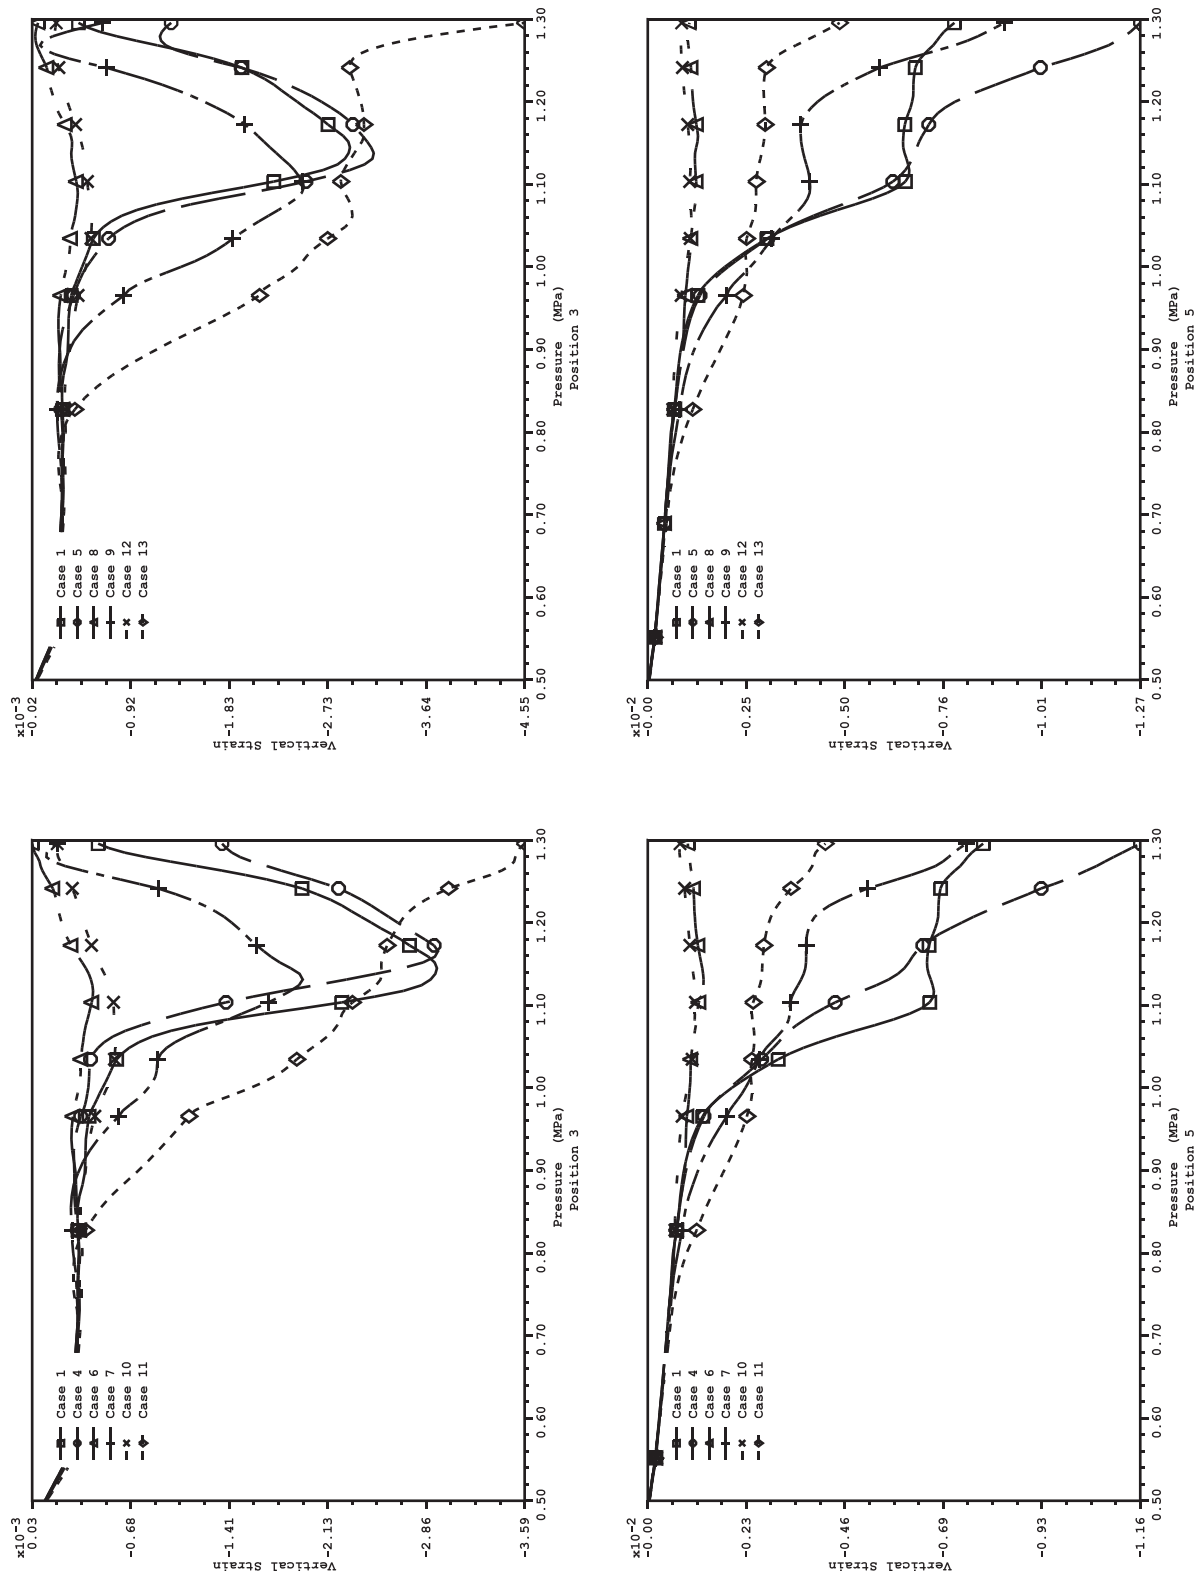 x10-3
0.03
-0.68
-1.41
-2.13
-2.86
-3.59
Vertical Strain
Case 1
Case 4
Case 6
Case 7
Case 10
Case 11
0.50 0.60 0.70 0.80 0.90 1.00 1.10 1.20 1.30
Pressure (MPa)
Position 3
x10-3
-0.02
-0.92
-1.83
-2.73
-3.64
-4.55
Vertical Strain
Case 1
Case 5
Case 8
Case 9
Case 12
Case 13
0.50 0.60 0.70 0.80 0.90 1.00 1.10 1.20 1.30
Pressure (MPa)
Position 3
x10-2
-0.00
-0.23
-0.46
-0.69
-0.93
-1.16
Vertical Strain
Case 1
Case 4
Case 6
Case 7
Case 10
Case 11
0.50 0.60 0.70 0.80 0.90 1.00 1.10 1.20 1.30
Pressure (MPa)
Position 5
x10-2
-0.00
-0.25
-0.50
-0.76
-1.01
-1.27
Vertical Strain
Case 1
Case 5
Case 8
Case 9
Case 12
Case 13
0.50 0.60 0.70 0.80 0.90 1.00 1.10 1.20 1.30
Pressure (MPa)
Position 5